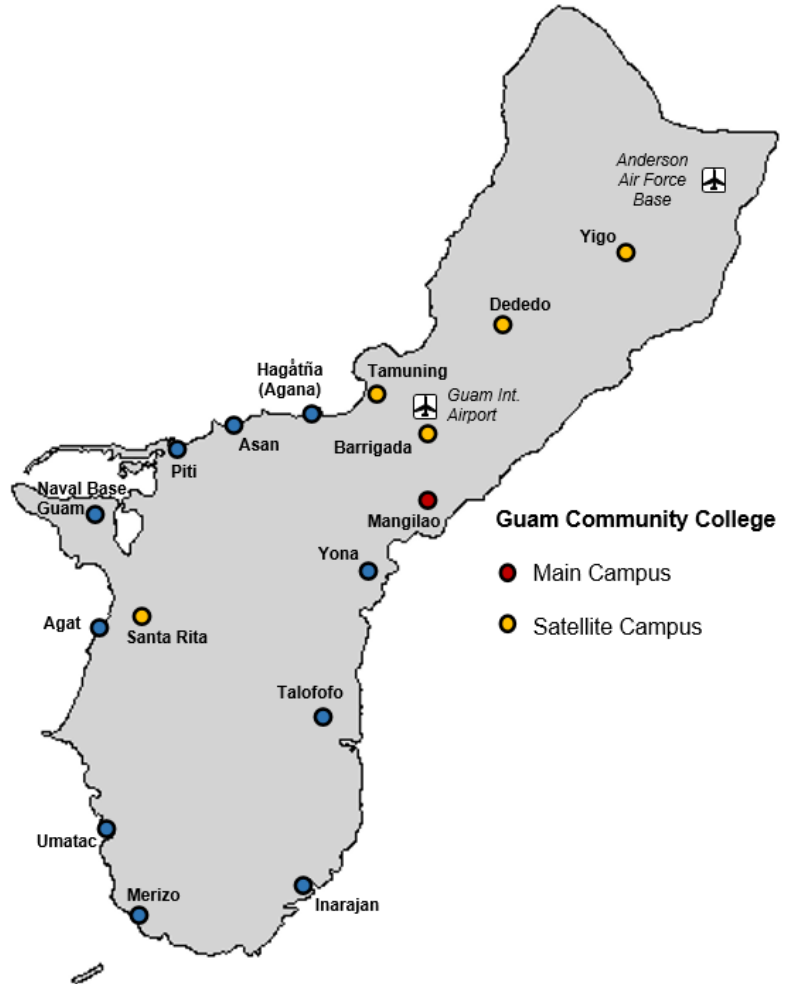 Anderson
Air Force
Base
Yigo
Dededo
Hagåtña
(Agana)
Tamuning
Guam Int.
Airport
Asan
Barrigada
Piti
Naval Base
Guam
Mangilao
Guam Community College
Yona
Main Campus
Agat
Santa Rita
Satellite Campus
Talofofo
Umatac
Merizo
Inarajan